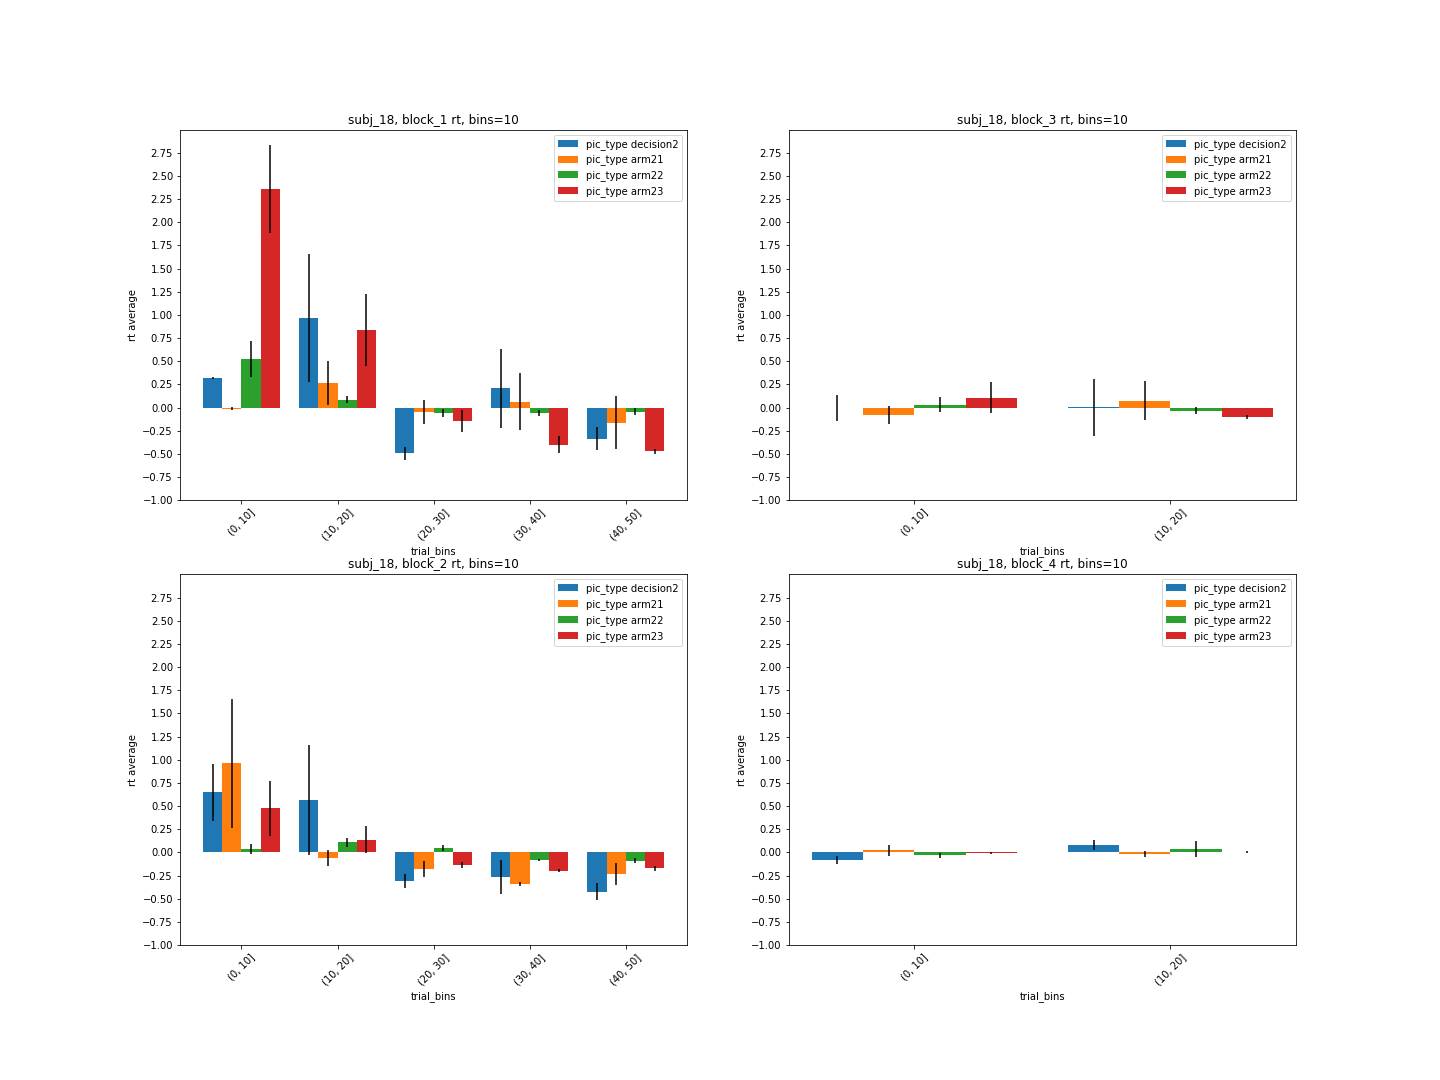 subj_18, block_1 rt, bins=10
pic_type decision2
pic_type arm21
pic_type arm22
pic_type arm23
2.75
2.50
2.25
2.00
1.75
1.50
1.25
1.00
0.75
0.50
0.25
0.00
−0.25
−0.50
−0.75
−1.00
rt average
(0, 10]
(10, 20]
(20, 30]
(30, 40]
(40, 50]
trial_bins
subj_18, block_3 rt, bins=10
pic_type decision2
pic_type arm21
pic_type arm22
pic_type arm23
2.75
2.50
2.25
2.00
1.75
1.50
1.25
1.00
0.75
0.50
0.25
0.00
−0.25
−0.50
−0.75
−1.00
rt average
(0, 10]
(10, 20]
trial_bins
subj_18, block_2 rt, bins=10
pic_type decision2
pic_type arm21
pic_type arm22
pic_type arm23
2.75
2.50
2.25
2.00
1.75
1.50
1.25
1.00
0.75
0.50
0.25
0.00
−0.25
−0.50
−0.75
−1.00
rt average
(0, 10]
(10, 20]
(20, 30]
(30, 40]
(40, 50]
trial_bins
subj_18, block_4 rt, bins=10
pic_type decision2
pic_type arm21
pic_type arm22
pic_type arm23
2.75
2.50
2.25
2.00
1.75
1.50
1.25
1.00
0.75
0.50
0.25
0.00
−0.25
−0.50
−0.75
−1.00
rt average
(0, 10]
(10, 20]
trial_bins